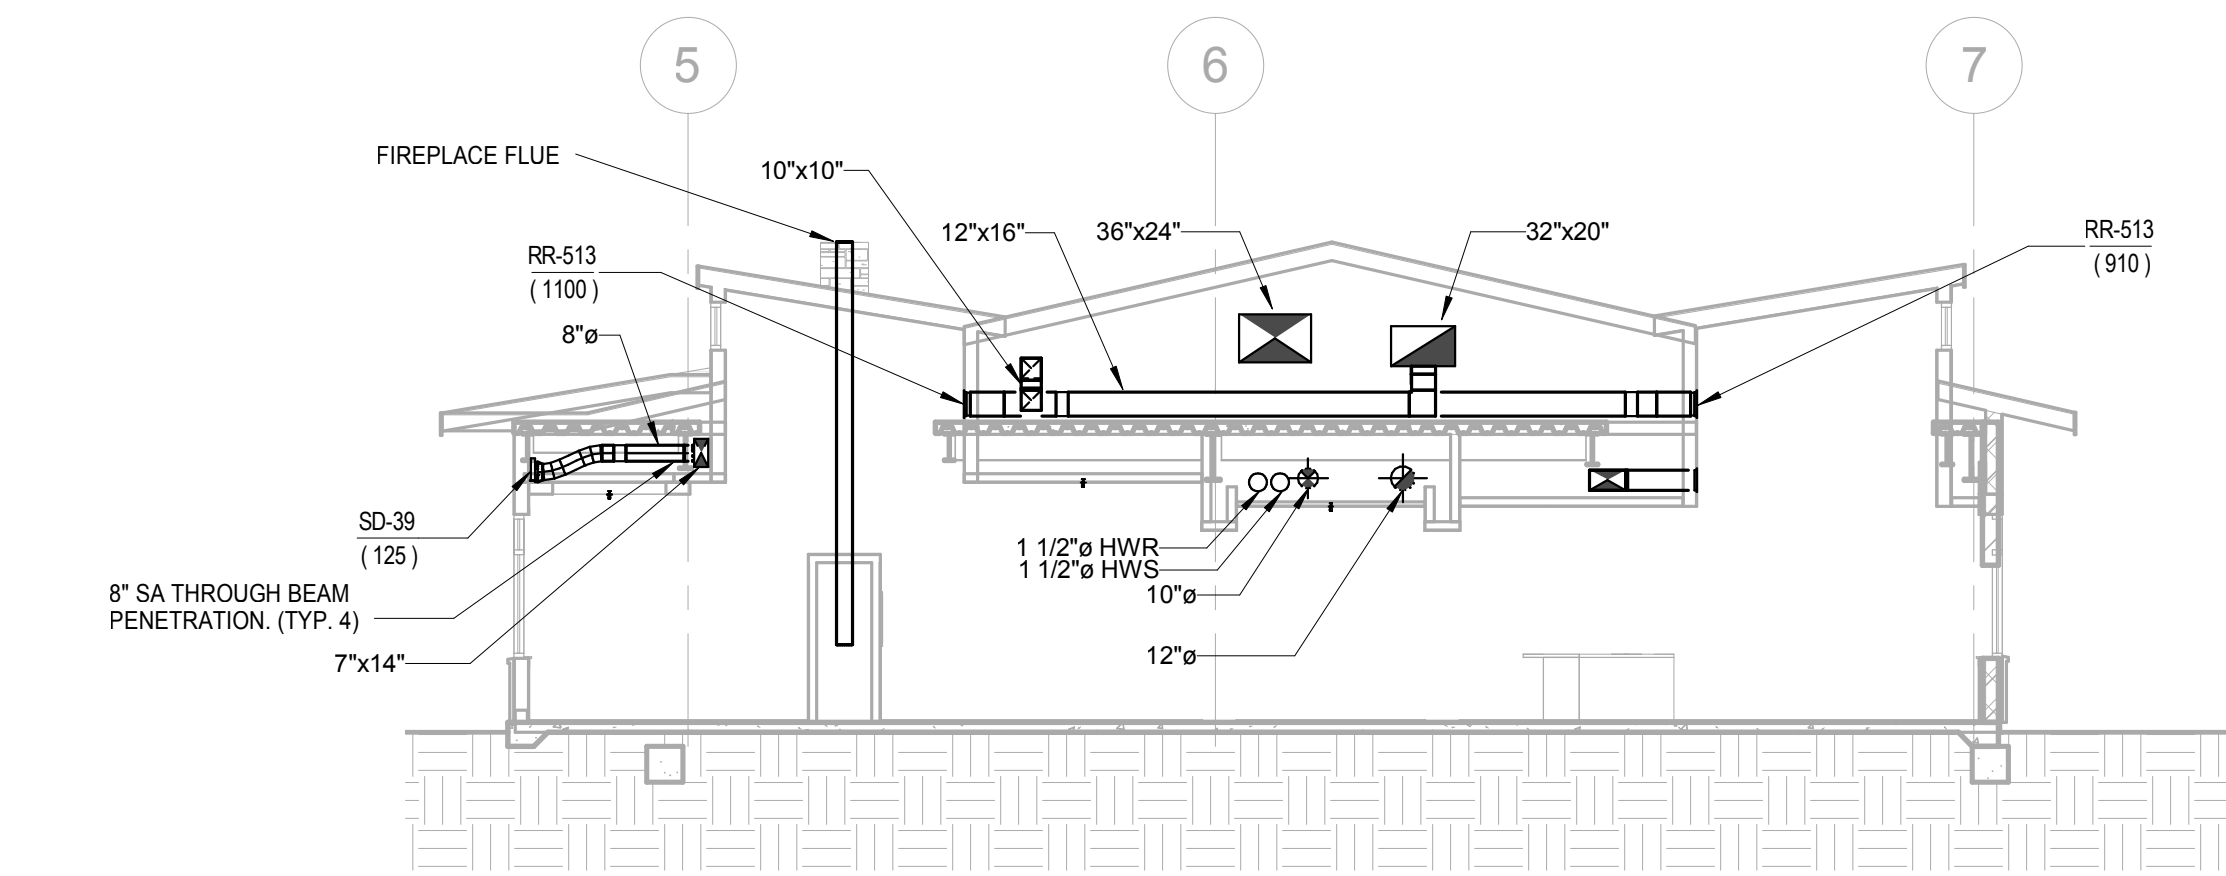 5
6
7
FIREPLACE FLUE
10"x10"
12"x16"
36"x24"
32"x20"
RR-513
( 910 )
RR-513
( 1100 )
8"ø
SD-39
( 125 )
1 1/2"ø HWR
1 1/2"ø HWS
10"ø
8" SA THROUGH BEAM
PENETRATION. (TYP. 4)
7"x14"
12"ø